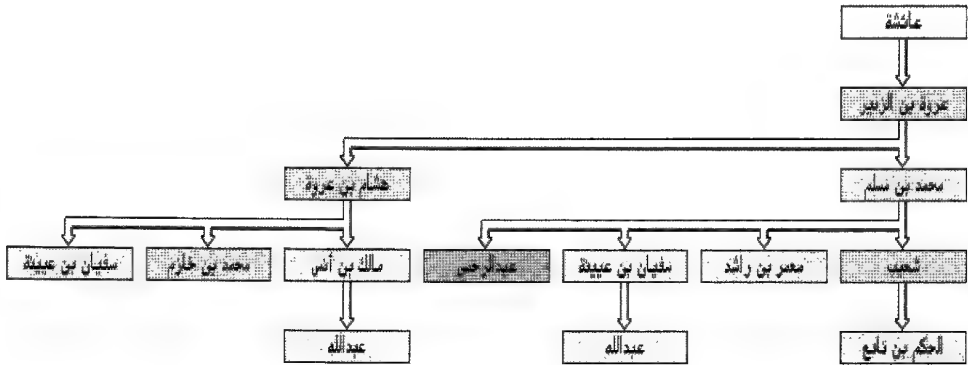 عائشة
عروة بن الزبير
محمد بن مسلم
هشام بن عروة
شعيب
معمر بن راشد
سفيان بن عيينة
عبدالرحمن
مالك بن أنس
محمد بن خازم
سفيان بن عيينة
الحكم بن نافع
عبدالله
عبدالله